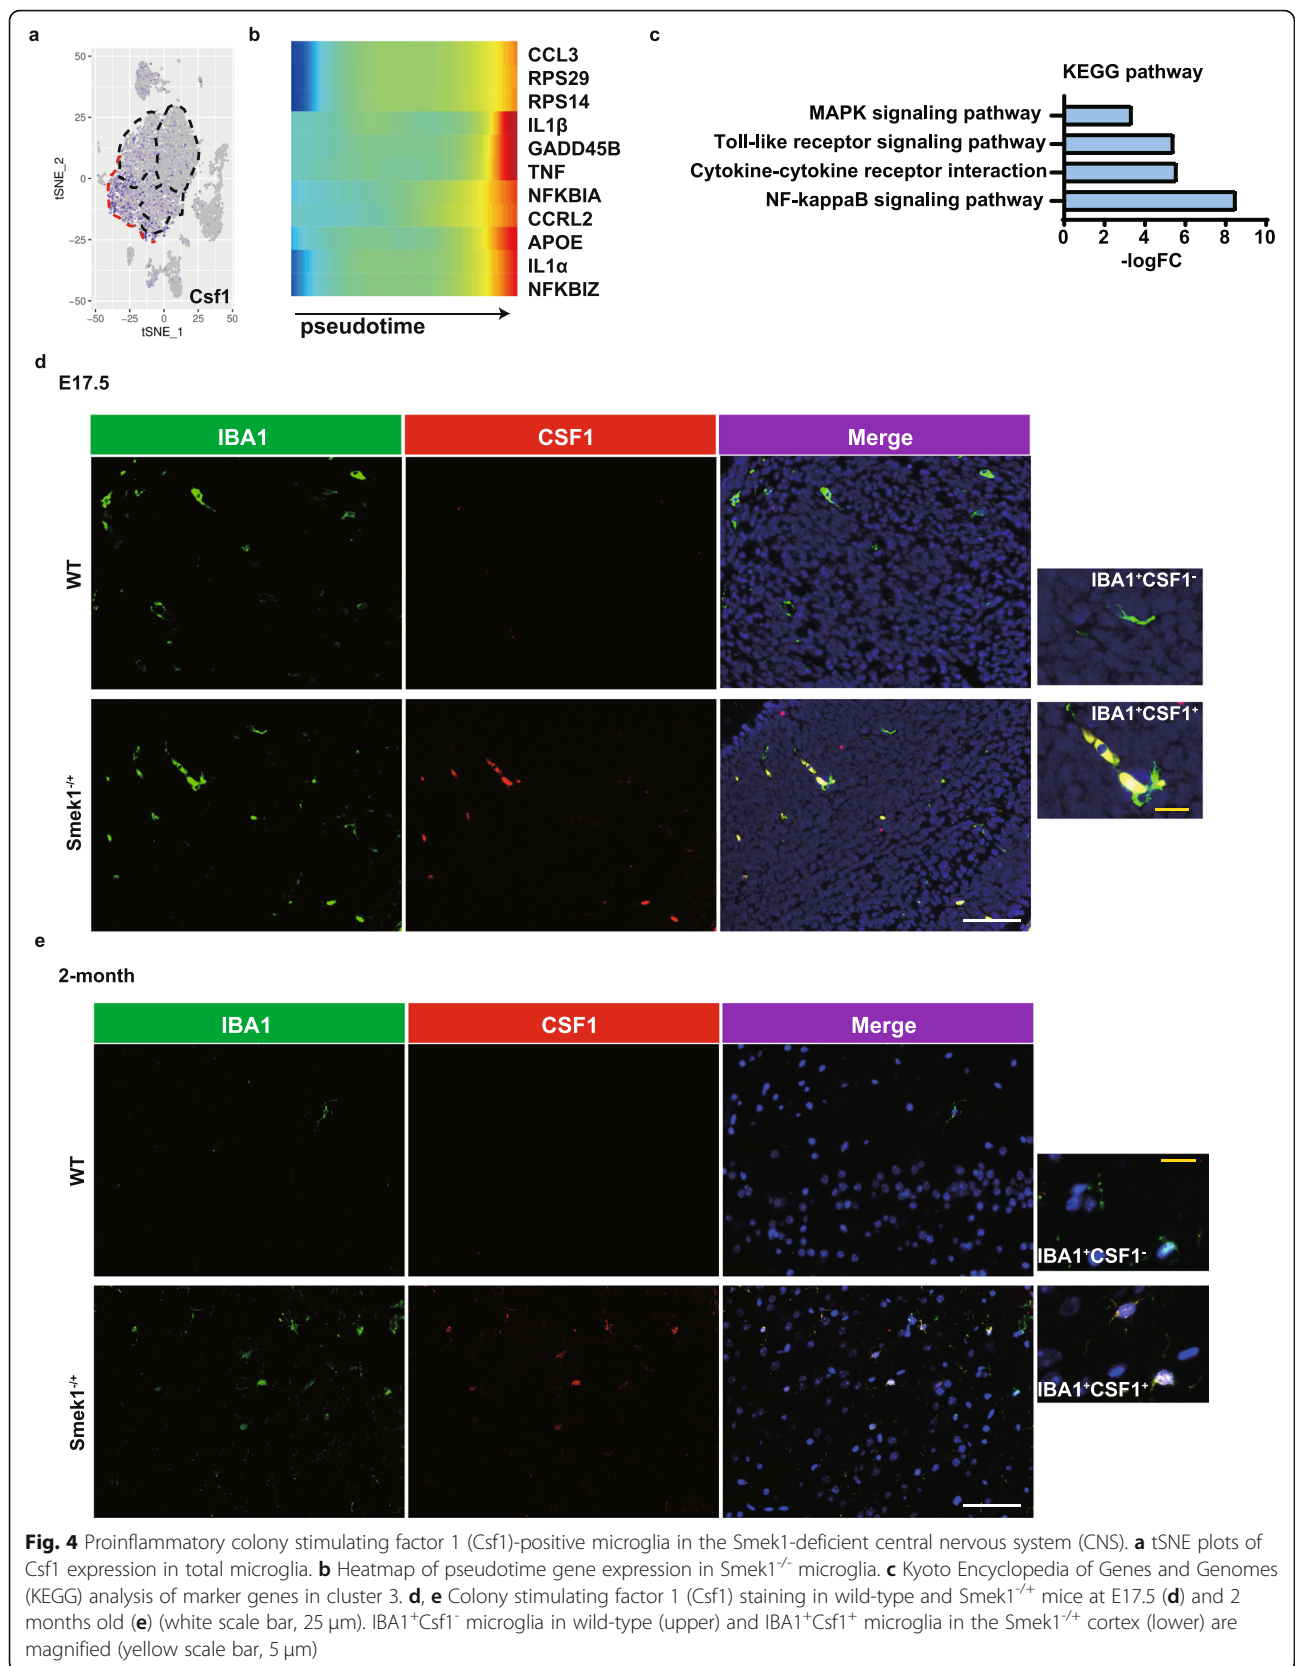 a
50
25
0
−25
−50
tSNE_2
−50 −25 0 25 50
tSNE_1
Csf1
b
CCL3
RPS29
RPS14
IL1β
GADD45B
TNF
NFKBIA
CCRL2
APOE
IL1α
NFKBIZ
pseudotime
c
KEGG pathway
MAPK signaling pathway
Toll-like receptor signaling pathway
Cytokine-cytokine receptor interaction
NF-kappaB signaling pathway
0 2 4 6 8 10
-logFC
d
E17.5
IBA1 CSF1 Merge
WT
IBA1⁺CSF1⁻
Smek1⁻/⁺
IBA1⁺CSF1⁺
e
2-month
IBA1 CSF1 Merge
WT
IBA1⁺CSF1⁻
Smek1⁻/⁺
IBA1⁺CSF1⁺
Fig. 4 Proinflammatory colony stimulating factor 1 (Csf1)-positive microglia in the Smek1-deficient central nervous system (CNS). a tSNE plots of
Csf1 expression in total microglia. b Heatmap of pseudotime gene expression in Smek1⁻/⁻ microglia. c Kyoto Encyclopedia of Genes and Genomes
(KEGG) analysis of marker genes in cluster 3. d, e Colony stimulating factor 1 (Csf1) staining in wild-type and Smek1⁻/⁺ mice at E17.5 (d) and 2
months old (e) (white scale bar, 25 μm). IBA1⁺Csf1⁻ microglia in wild-type (upper) and IBA1⁺Csf1⁺ microglia in the Smek1⁻/⁺ cortex (lower) are
magnified (yellow scale bar, 5 μm)